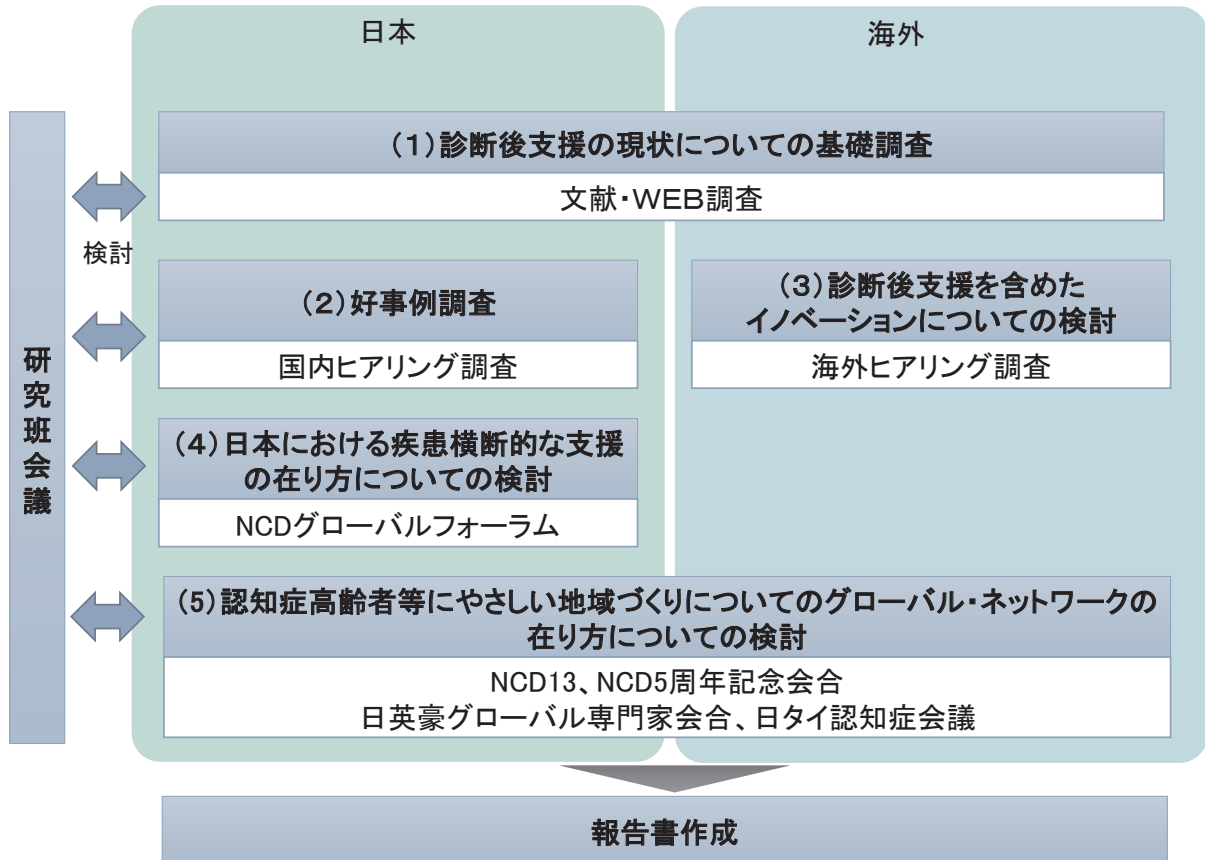 日本
海外
(1)診断後支援の現状についての基礎調査
文献・WEB調査
検討
(2)好事例調査
国内ヒアリング調査
(3)診断後支援を含めた
イノベーションについての検討
海外ヒアリング調査
研究班会議
(4)日本における疾患横断的な支援
の在り方についての検討
NCDグローバルフォーラム
(5)認知症高齢者等にやさしい地域づくりについてのグローバル・ネットワークの
在り方についての検討
NCD13、NCD5周年記念会合
日英豪グローバル専門家会合、日タイ認知症会議
報告書作成